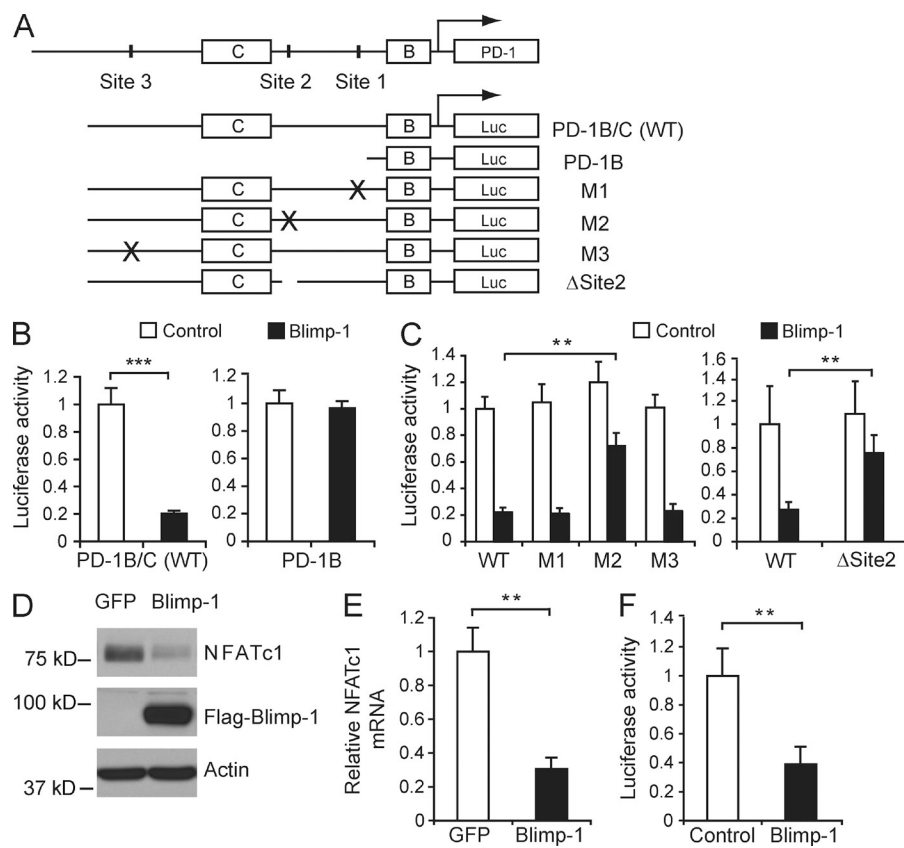 A
C
B
PD-1
Site 3
Site 2
Site 1
C
B
Luc
PD-1B/C (WT)
B
Luc
PD-1B
C
X
B
Luc
M1
C
X
B
Luc
M2
X
C
B
Luc
M3
C
B
Luc
ΔSite2
B
Control
Blimp-1
Luciferase activity
1.2
1
0.8
0.6
0.4
0.2
0
***
PD-1B/C (WT)
1.2
1
0.8
0.6
0.4
0.2
0
PD-1B
C
Control
Blimp-1
Luciferase activity
1.4
1.2
1
0.8
0.6
0.4
0.2
0
**
WT
M1
M2
M3
1.6
1.4
1.2
1
0.8
0.6
0.4
0.2
0
**
WT
ΔSite2
D
GFP
Blimp-1
75 kD
NFATc1
100 kD
Flag-Blimp-1
37 kD
Actin
E
Relative NFATc1
mRNA
1.2
1
0.8
0.6
0.4
0.2
0
**
GFP
Blimp-1
F
Luciferase activity
1.4
1.2
1
0.8
0.6
0.4
0.2
0
**
Control
Blimp-1